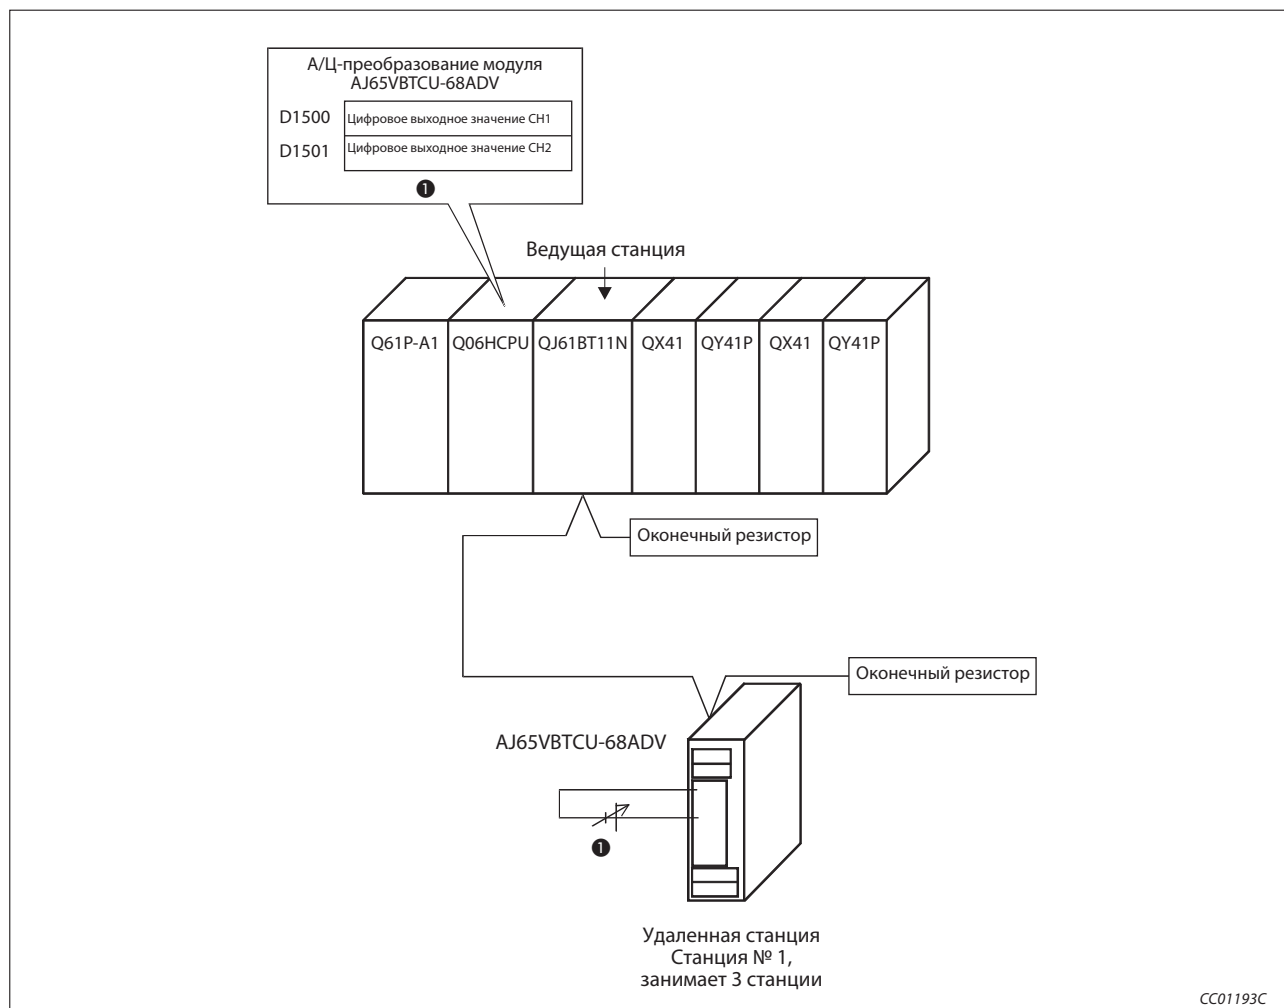 А/Ц-преобразование модуля
AJ65VBTCU-68ADV
D1500 Цифровое выходное значение CH1
D1501 Цифровое выходное значение CH2
❶
Ведущая станция
Q61P-A1 Q06HCPU QJ61BT11N QX41 QY41P QX41 QY41P
Оконечный резистор
Оконечный резистор
AJ65VBTCU-68ADV
❶
Удаленная станция
Станция № 1,
занимает 3 станции
CC01193C